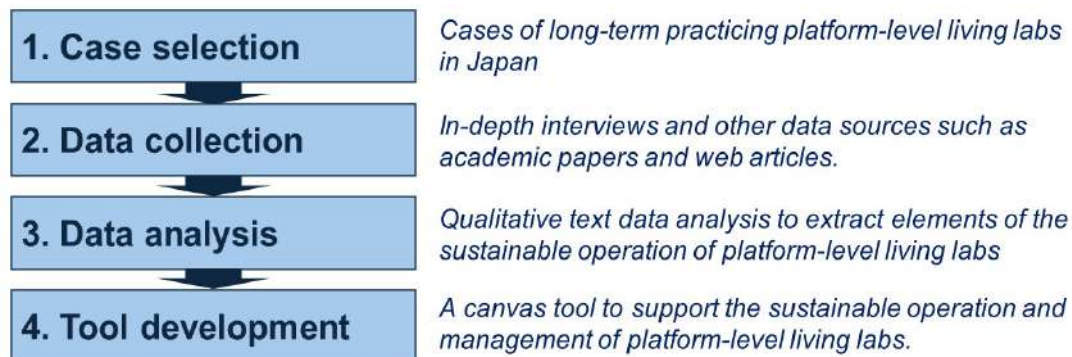 1. Case selection
Cases of long-term practicing platform-level living labs
in Japan
2. Data collection
In-depth interviews and other data sources such as
academic papers and web articles.
3. Data analysis
Qualitative text data analysis to extract elements of the
sustainable operation of platform-level living labs
4. Tool development
A canvas tool to support the sustainable operation and
management of platform-level living labs.